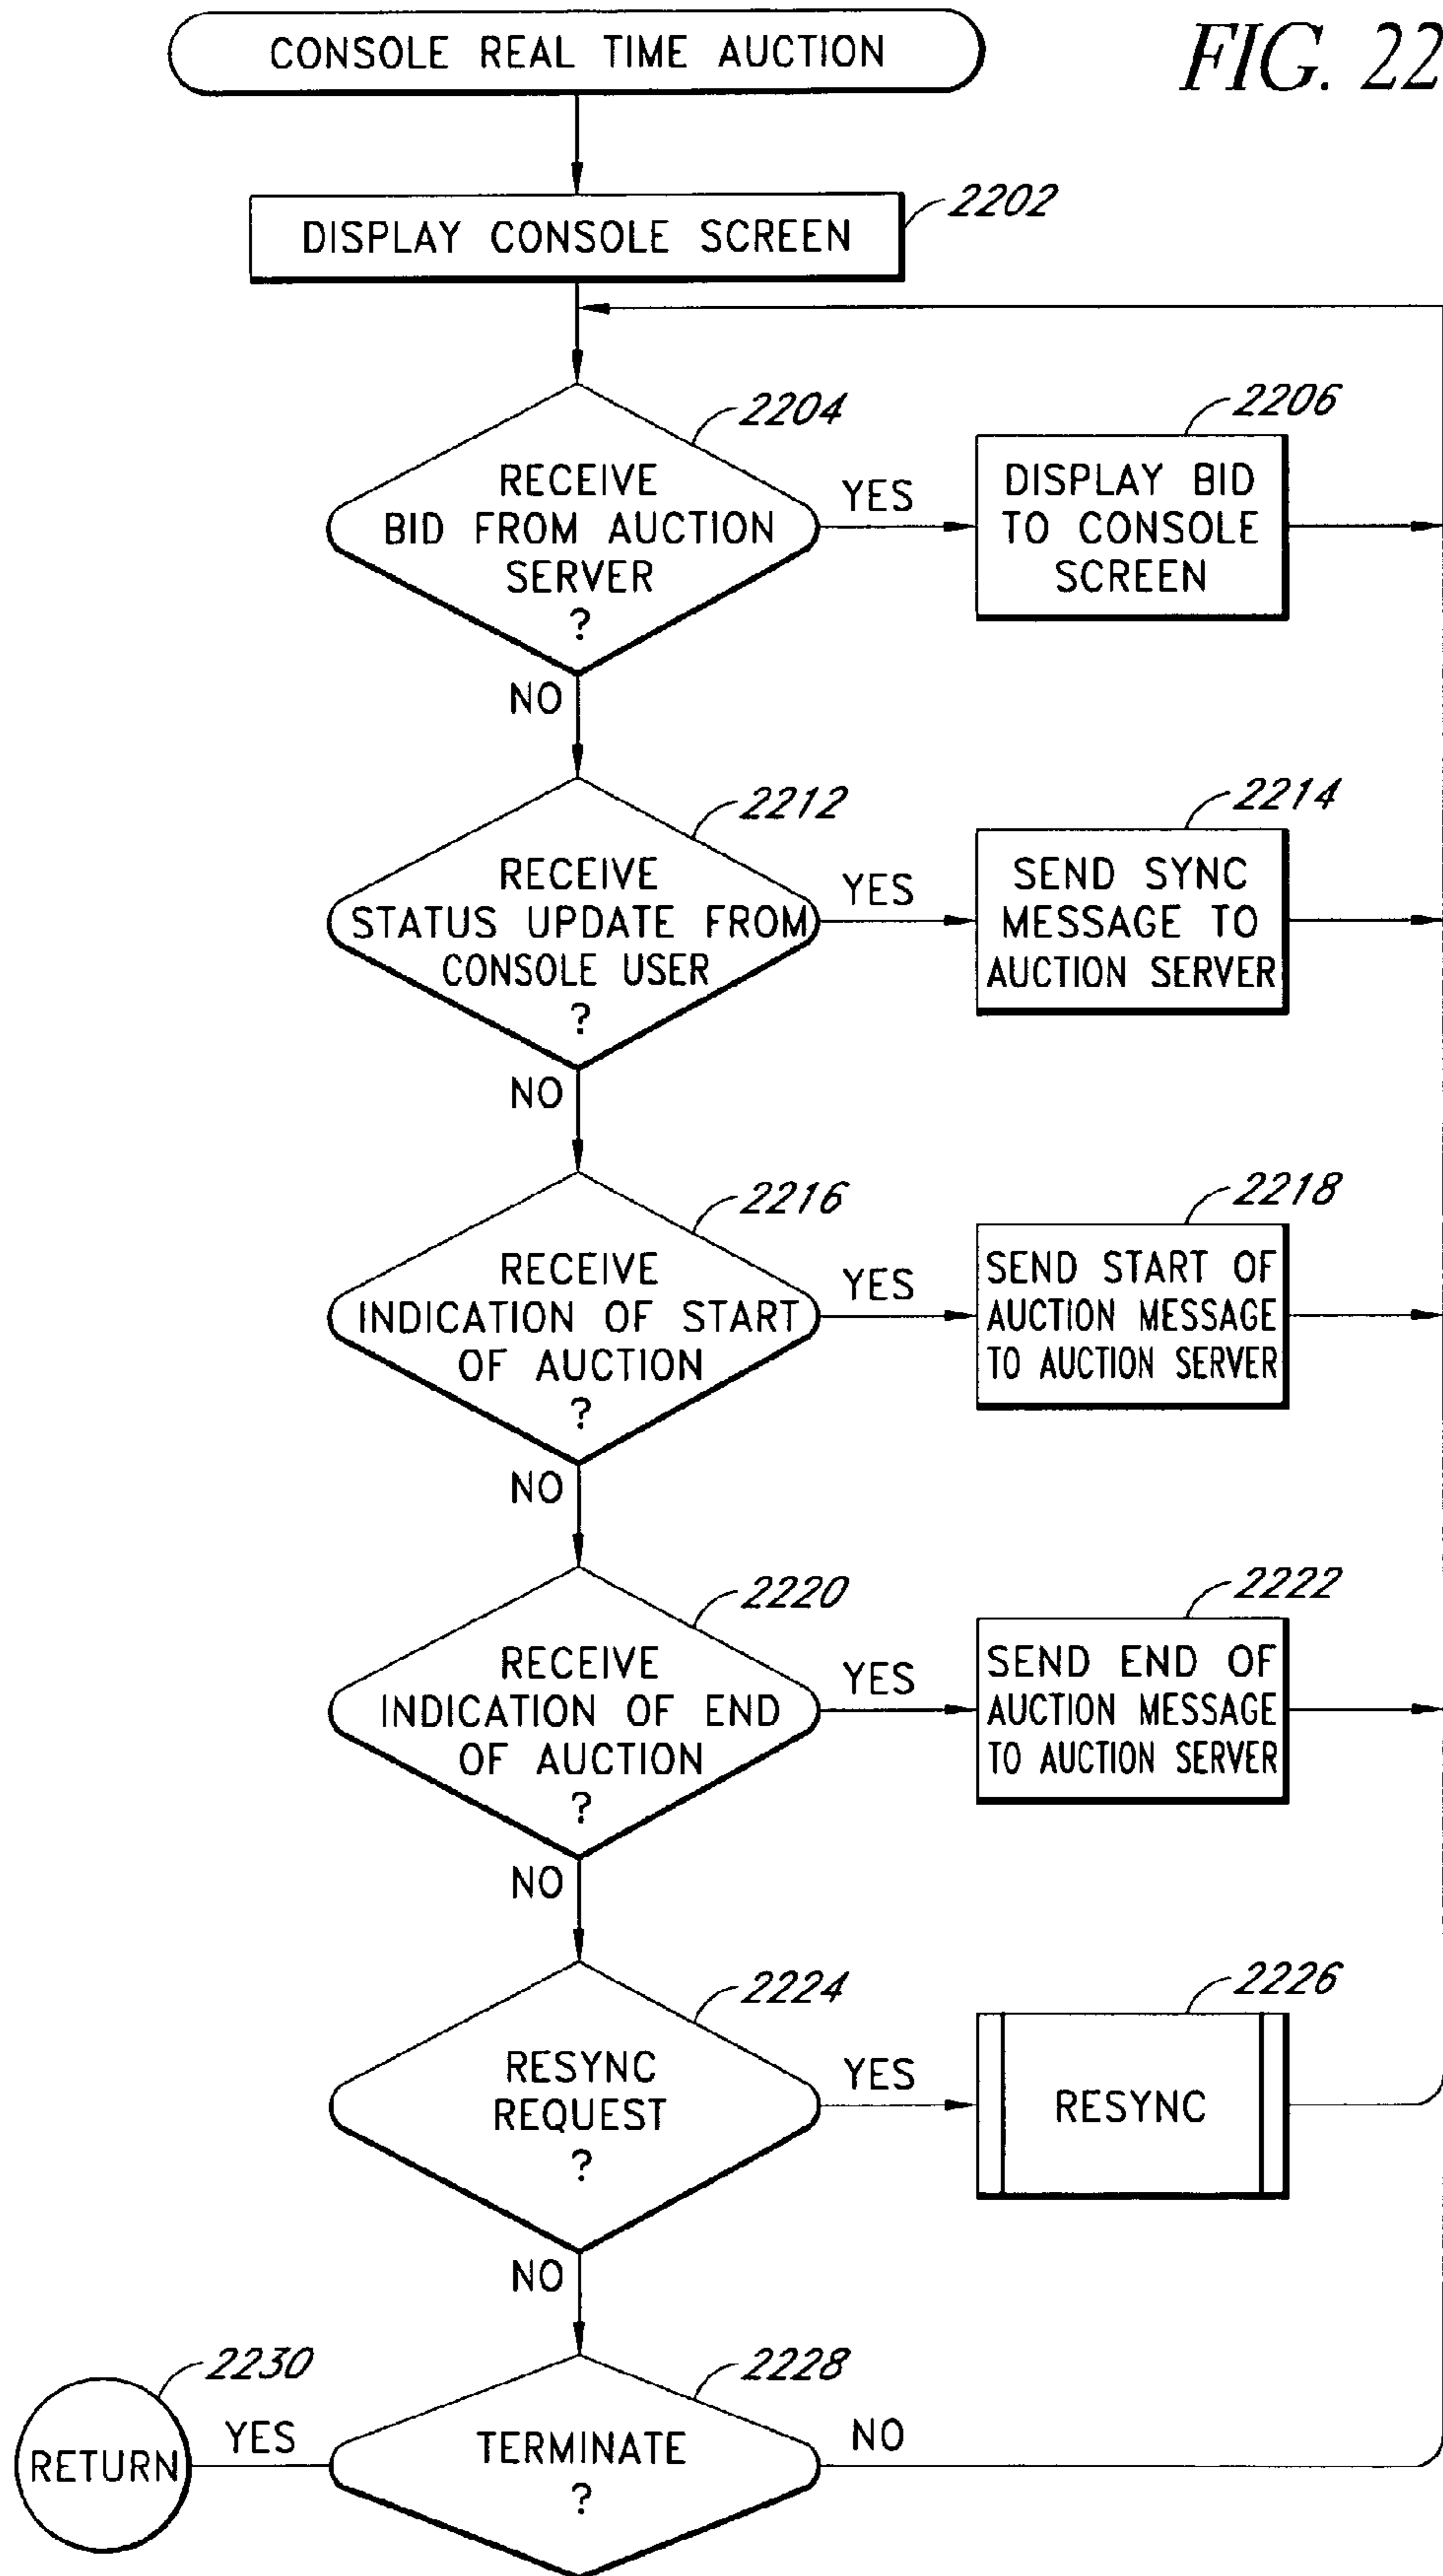 CONSOLE REAL TIME AUCTION
FIG. 22
2202
DISPLAY CONSOLE SCREEN
2204
RECEIVE
BID FROM AUCTION
SERVER
?
YES
2206
DISPLAY BID
TO CONSOLE
SCREEN
NO
2212
RECEIVE
STATUS UPDATE FROM
CONSOLE USER
?
YES
2214
SEND SYNC
MESSAGE TO
AUCTION SERVER
NO
2216
RECEIVE
INDICATION OF START
OF AUCTION
?
YES
2218
SEND START OF
AUCTION MESSAGE
TO AUCTION SERVER
NO
2220
RECEIVE
INDICATION OF END
OF AUCTION
?
YES
2222
SEND END OF
AUCTION MESSAGE
TO AUCTION SERVER
NO
2224
RESYNC
REQUEST
?
YES
2226
RESYNC
NO
2230
RETURN
YES
2228
TERMINATE
?
NO